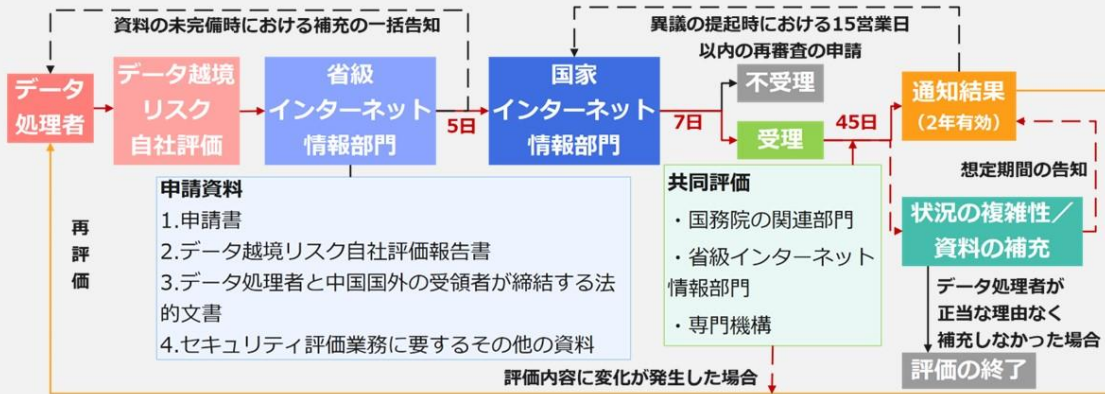 資料の未完備時における補充の一括告知
異議の提起時における15営業日
以内の再審査の申請
データ
処理者
データ越境
リスク
自社評価
省級
インターネット
情報部門
5日
国家
インターネット
情報部門
7日
不受理
受理
45日
通知結果
（2年有効）
想定期間の告知
状況の複雑性／
資料の補充
データ処理者が
正当な理由なく
補充しなかった場合
評価の終了
再
評
価
申請資料
1.申請書
2.データ越境リスク自社評価報告書
3.データ処理者と中国国外の受領者が締結する法
的文書
4.セキュリティ評価業務に要するその他の資料
共同評価
・国務院の関連部門
・省級インターネット
情報部門
・専門機構
評価内容に変化が発生した場合